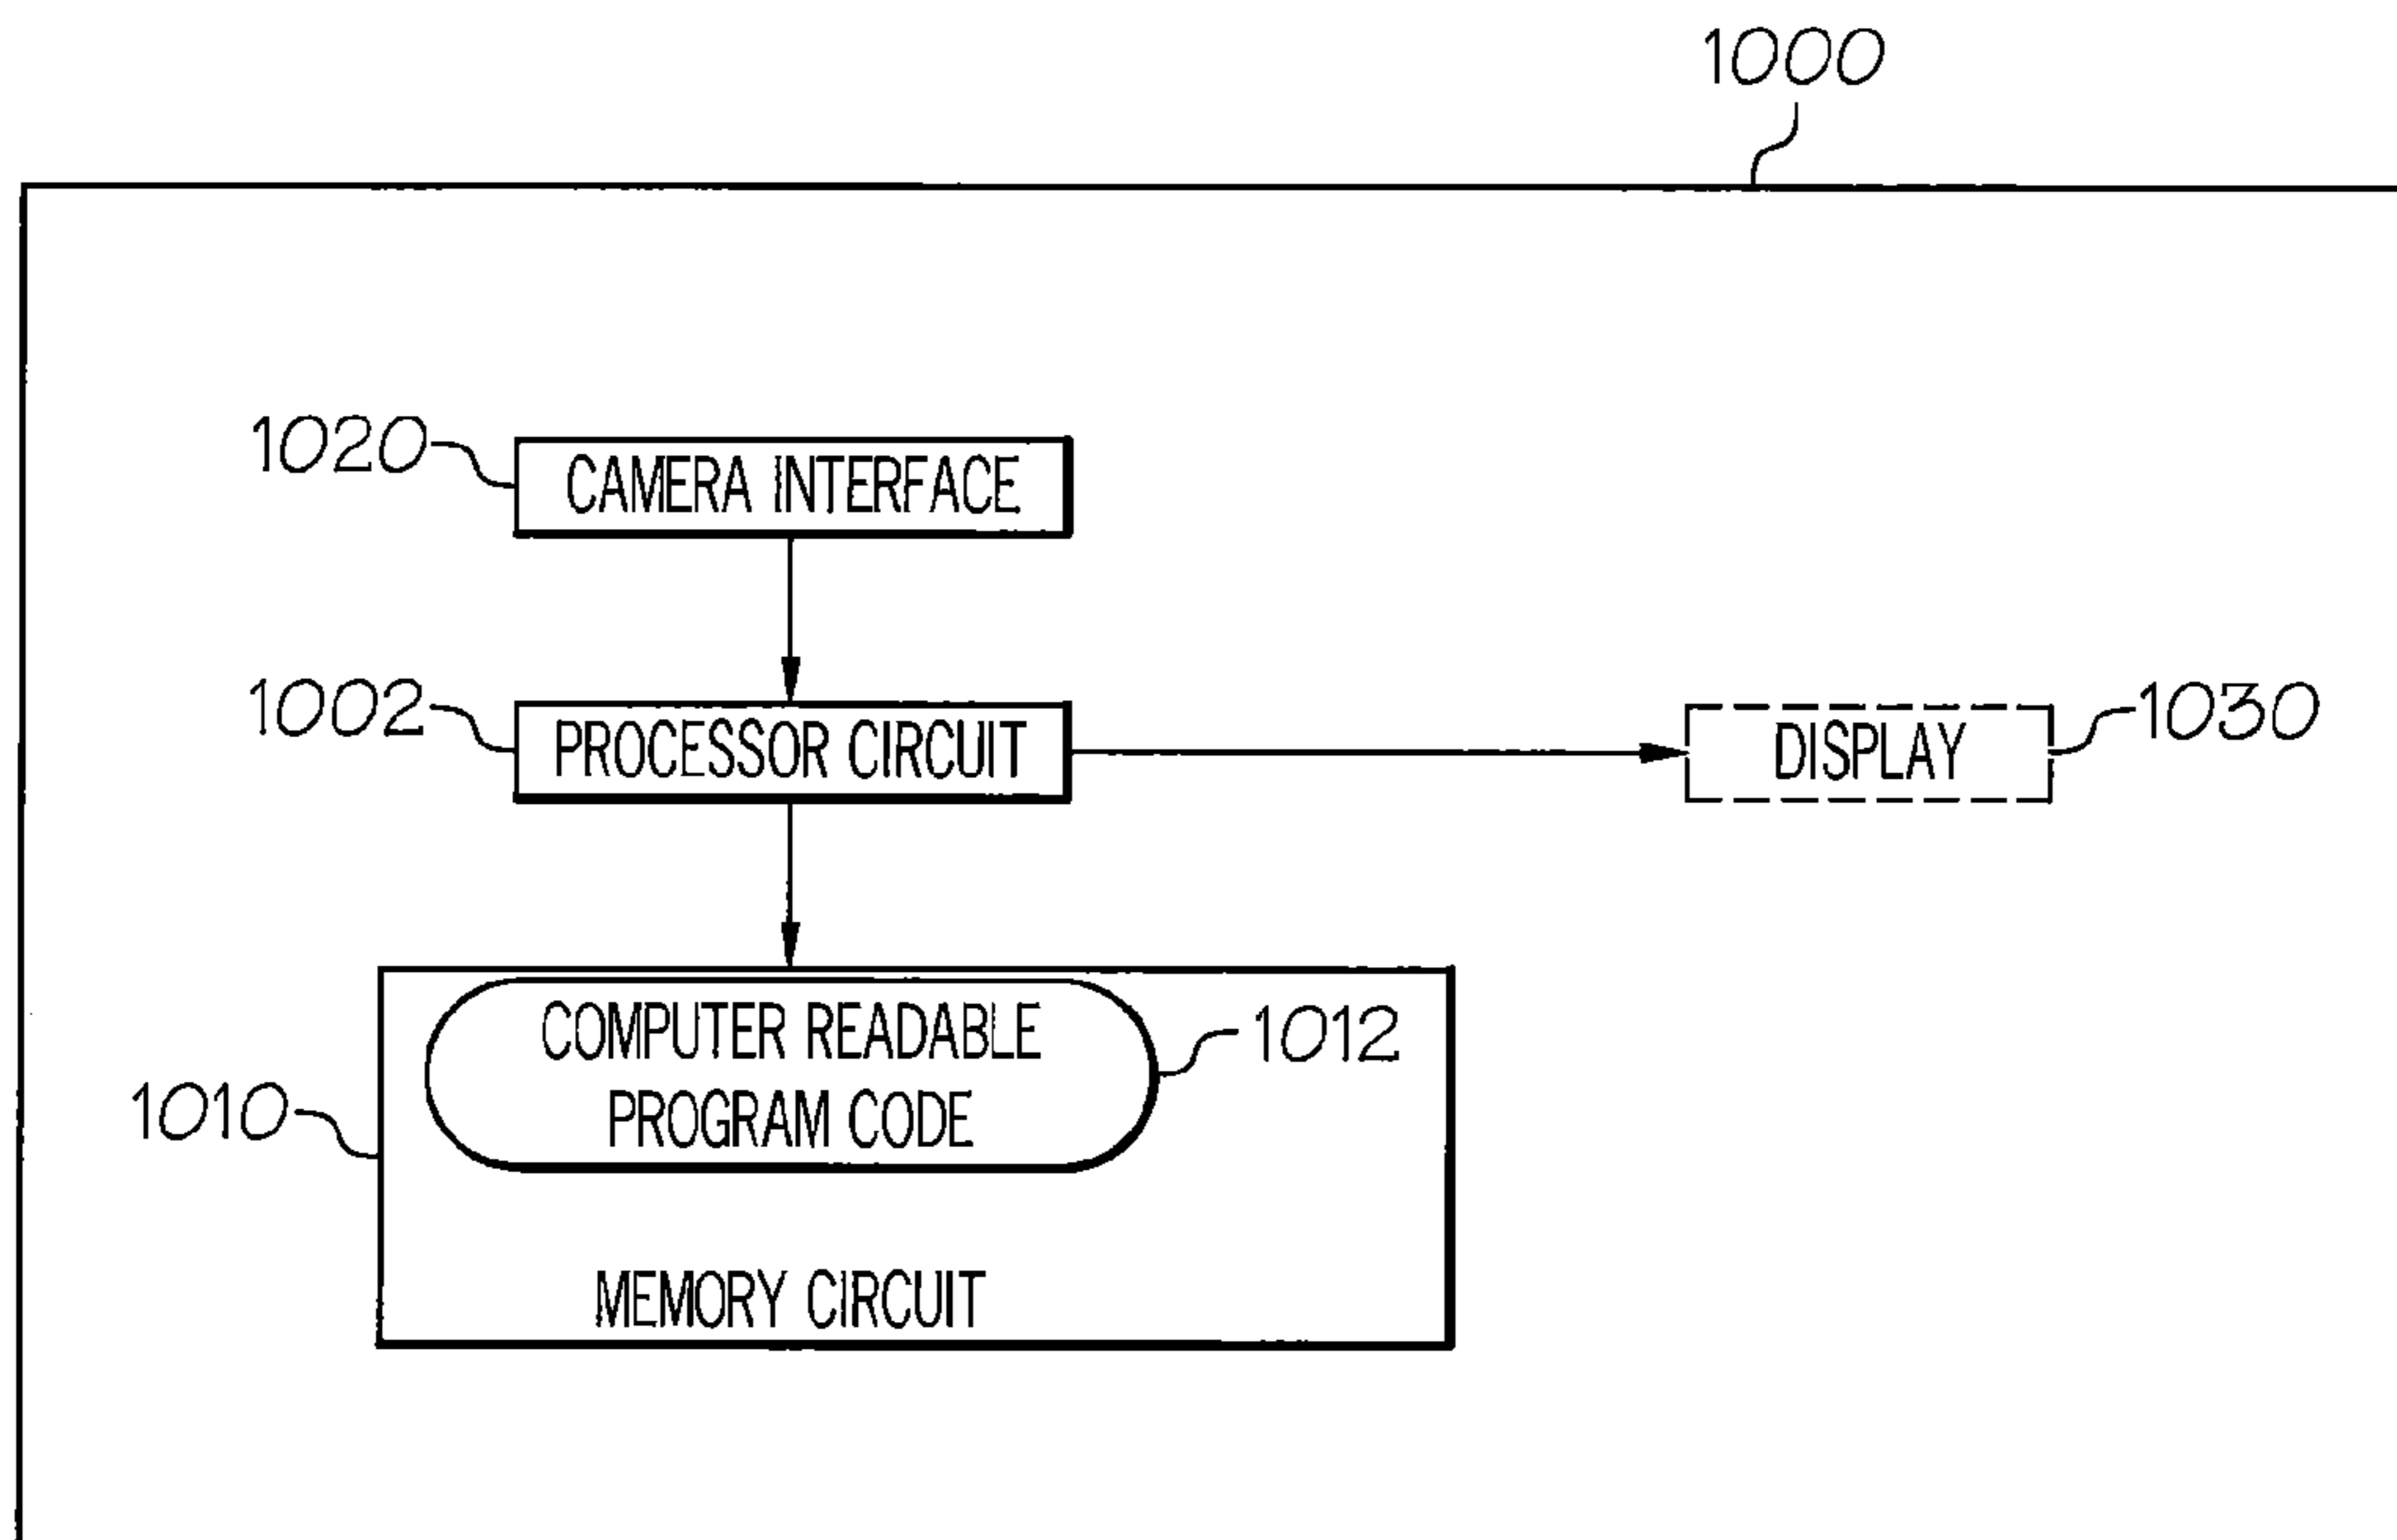 1000
1020
CAMERA INTERFACE
1002
PROCESSOR CIRCUIT
DISPLAY
1030
COMPUTER READABLE
PROGRAM CODE
1012
1010
MEMORY CIRCUIT